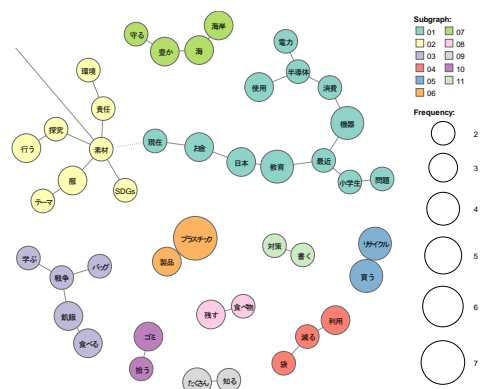 海岸
守る
豊か
海
電力
環境
半導体
使用
消費
責任
機器
探究
行う
素材
現在
お金
日本
教育
最近
服
小学生
問題
テーマ
SDGs
プラスチック
製品
対策
書く
リサイクル
買う
学ぶ
戦争
バッグ
飢餓
食べる
残す
食べ物
利用
減る
袋
ゴミ
拾う
たくさん
知る
Subgraph:
01 07
02 08
03 09
04 10
05 11
06
Frequency:
2
3
4
5
6
7